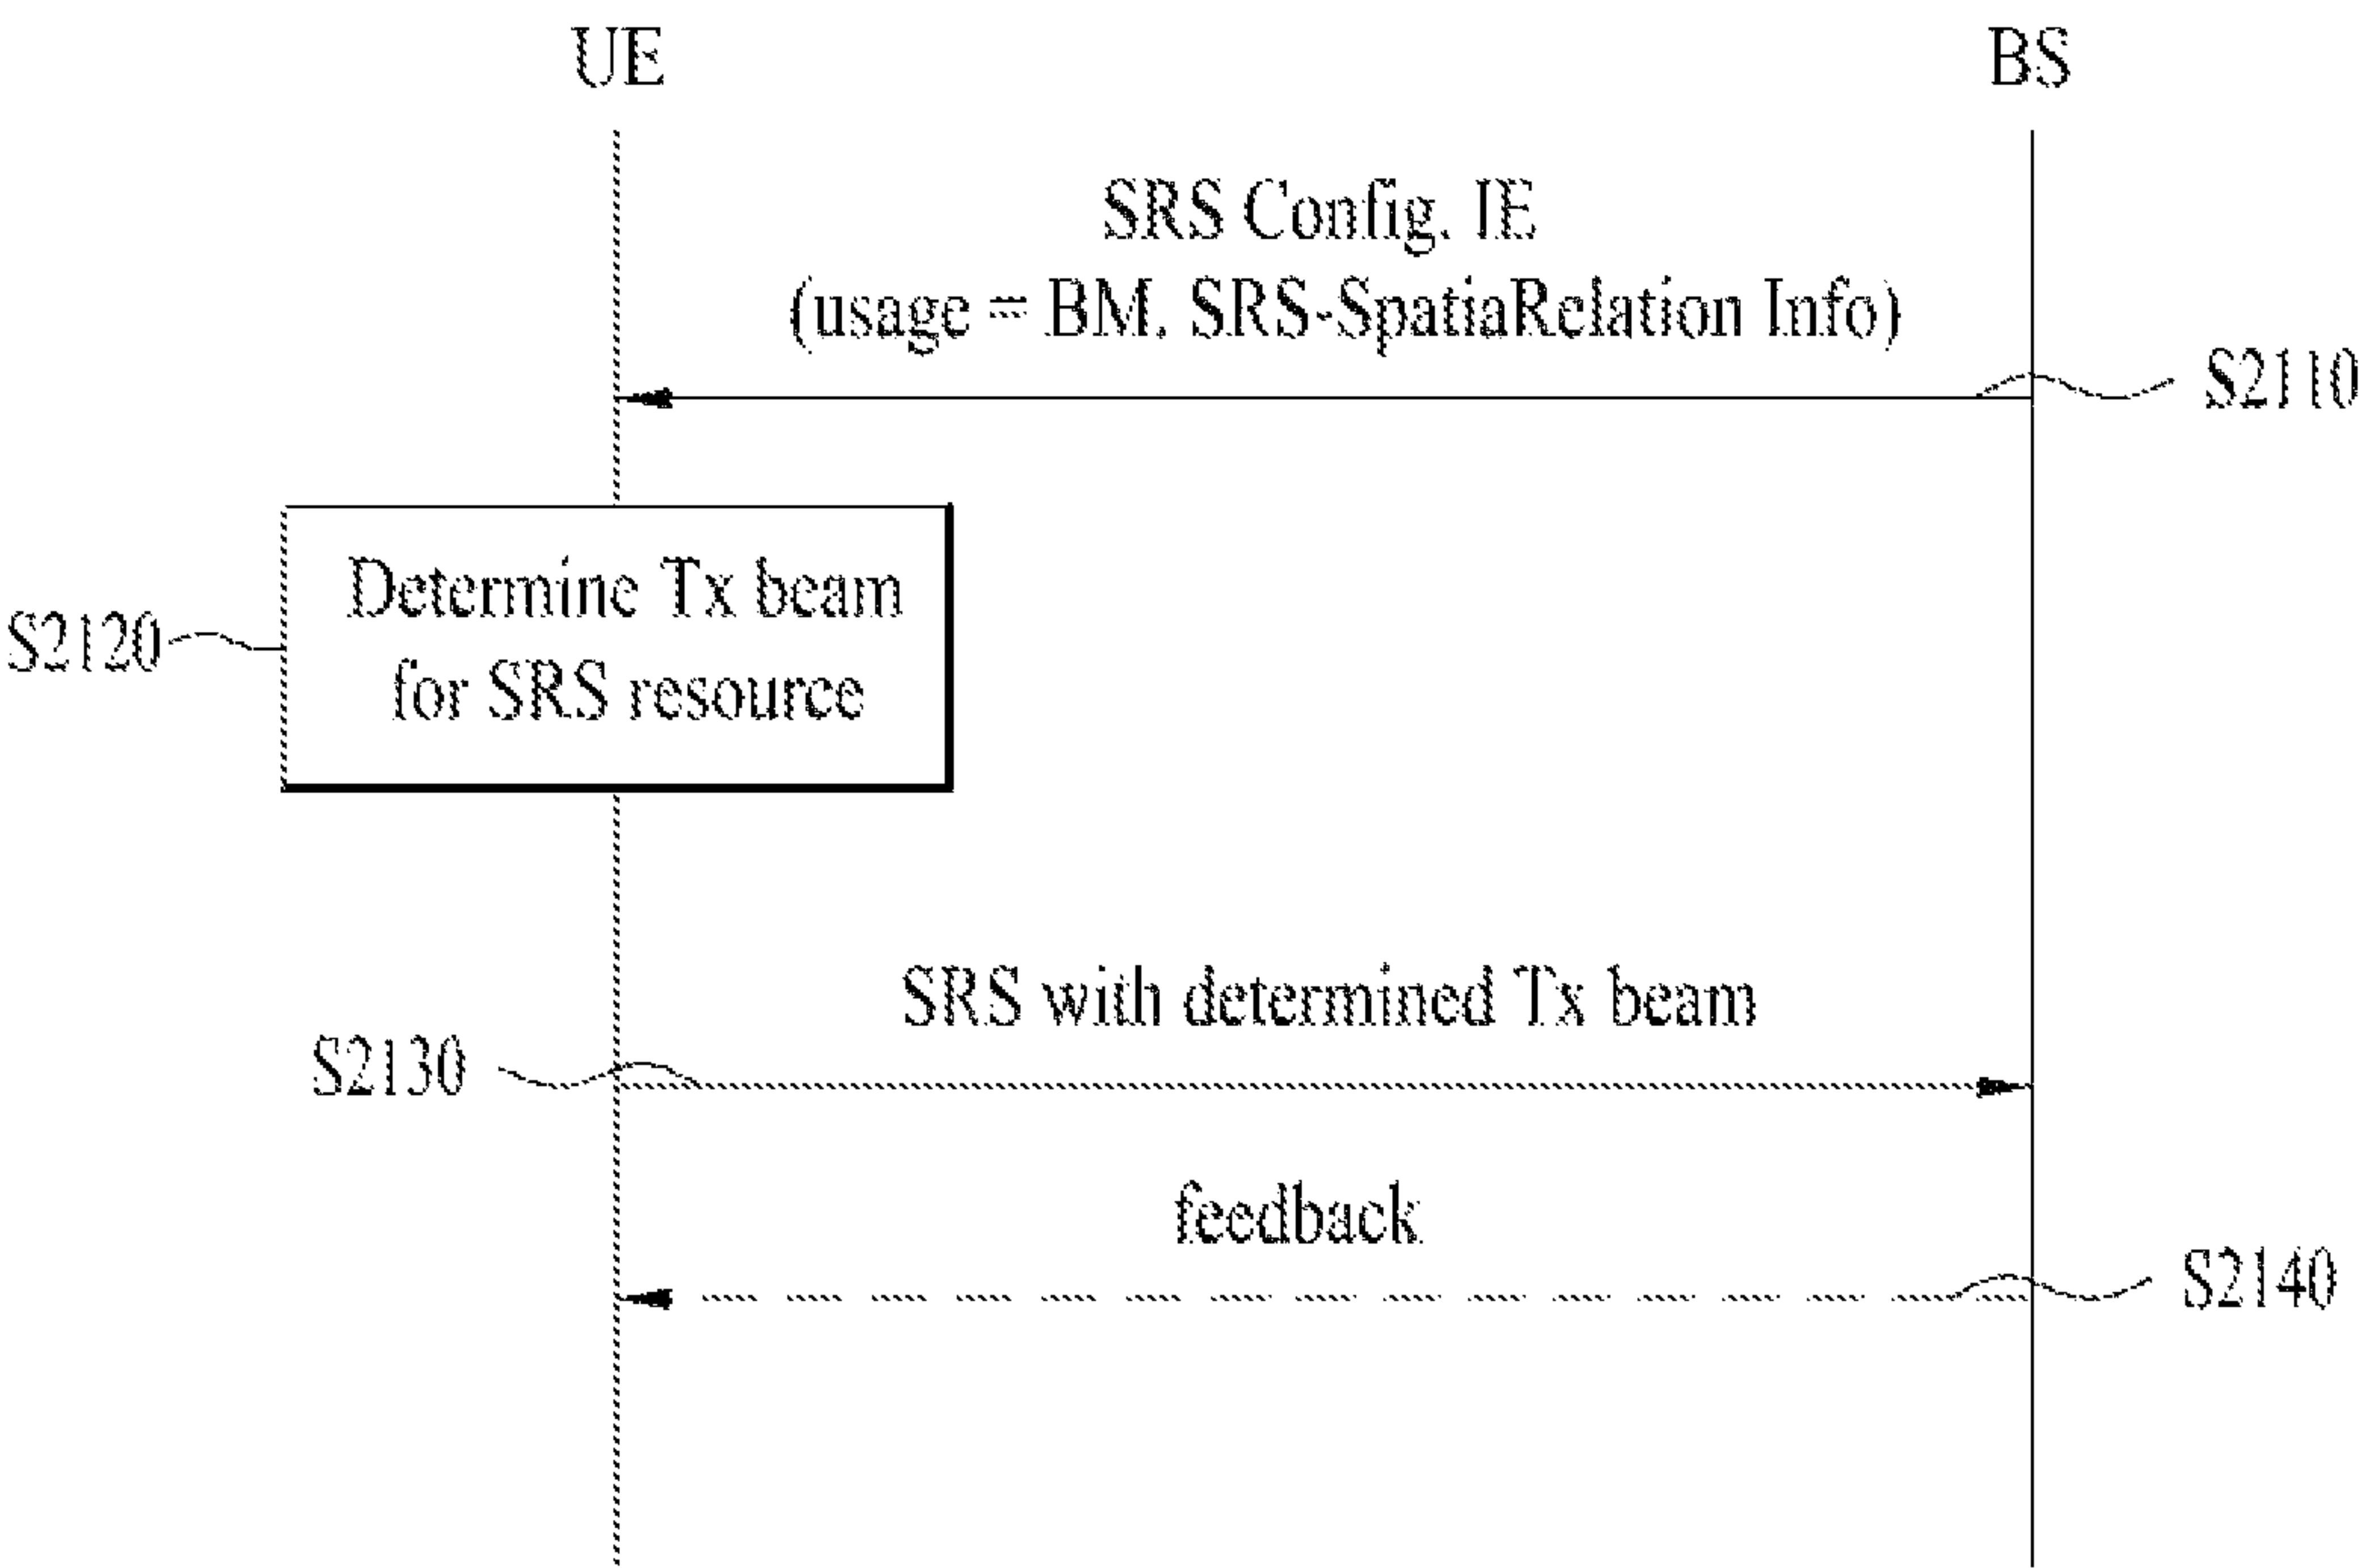 UE
BS
SRS Config. IE
(usage = BM, SRS-SpatiaRelation Info)
S2110
Determine Tx beam
for SRS resource
S2120
SRS with determined Tx beam
S2130
feedback
S2140